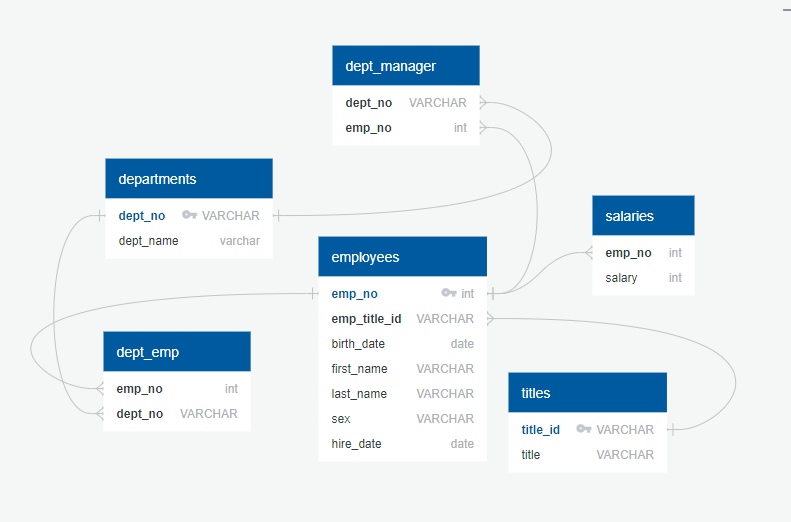 dept_manager
dept_no VARCHAR
emp_no int
departments
dept_no VARCHAR
dept_name varchar
salaries
emp_no int
salary int
employees
emp_no int
emp_title_id VARCHAR
birth_date date
first_name VARCHAR
last_name VARCHAR
sex VARCHAR
hire_date date
dept_emp
emp_no int
dept_no VARCHAR
titles
title_id VARCHAR
title VARCHAR